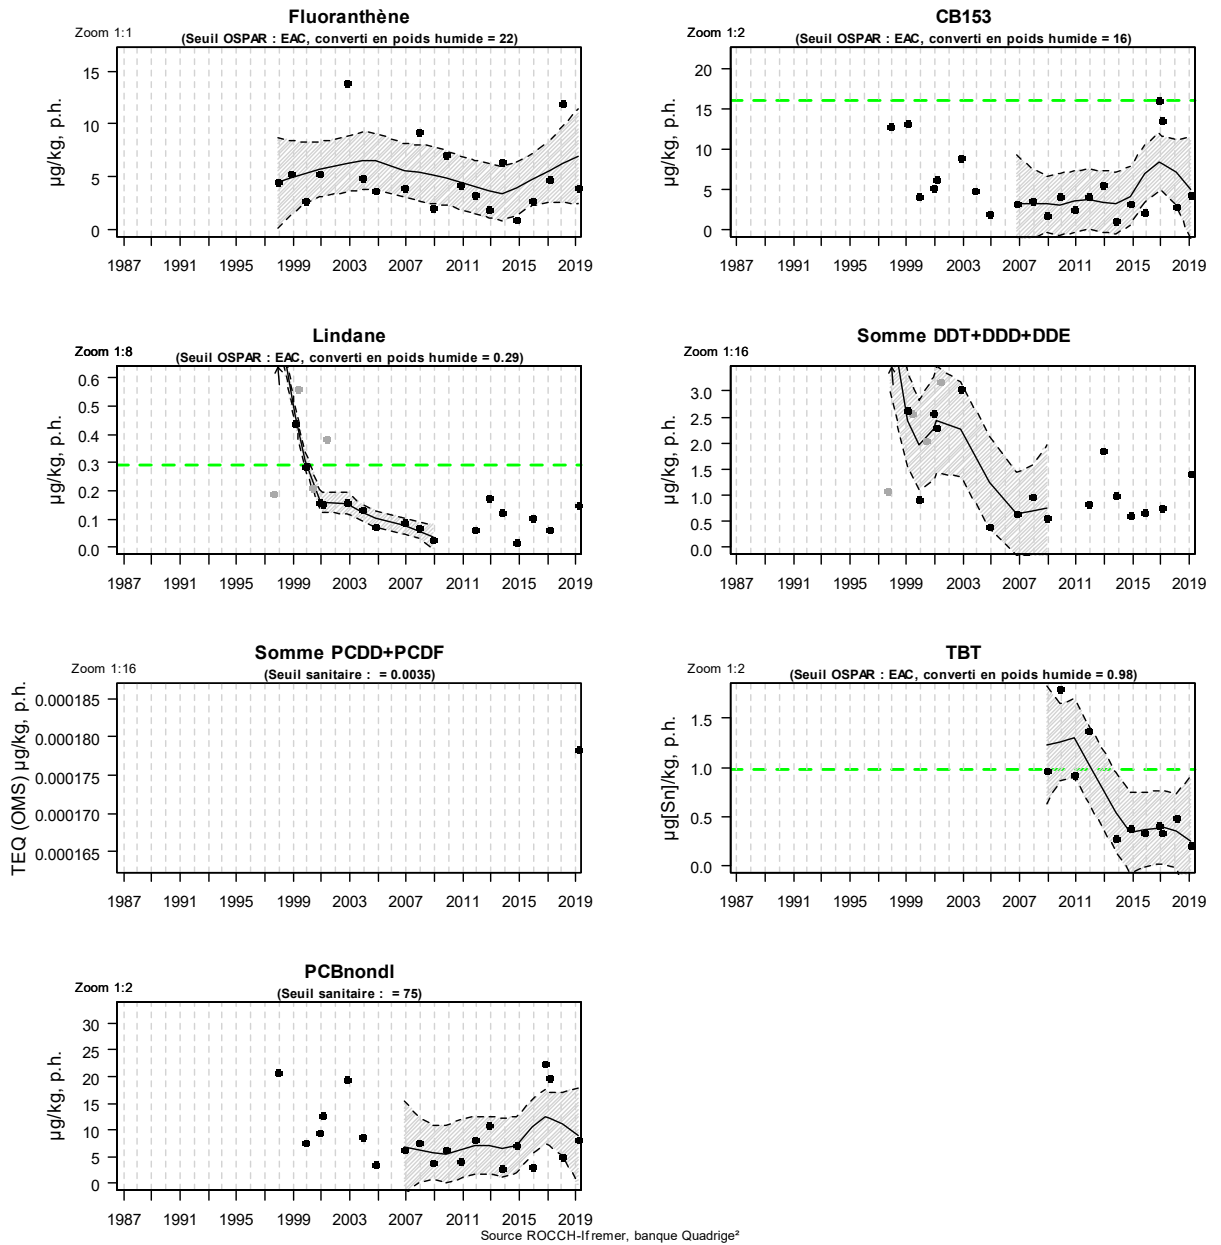 Fluoranthène
Zoom 1:1
(Seuil OSPAR : EAC, converti en poids humide = 22)
µg/kg, p.h.
15
10
5
0
1987 1991 1995 1999 2003 2007 2011 2015 2019
CB153
Zoom 1:2
(Seuil OSPAR : EAC, converti en poids humide = 16)
µg/kg, p.h.
20
15
10
5
0
1987 1991 1995 1999 2003 2007 2011 2015 2019
Lindane
Zoom 1:8
(Seuil OSPAR : EAC, converti en poids humide = 0.29)
µg/kg, p.h.
0.6
0.5
0.4
0.3
0.2
0.1
0.0
1987 1991 1995 1999 2003 2007 2011 2015 2019
Somme DDT+DDD+DDE
Zoom 1:16
µg/kg, p.h.
3.0
2.5
2.0
1.5
1.0
0.5
0.0
1987 1991 1995 1999 2003 2007 2011 2015 2019
Somme PCDD+PCDF
Zoom 1:16
(Seuil sanitaire : = 0.0035)
TEQ (OMS) µg/kg, p.h.
0.000185
0.000180
0.000175
0.000170
0.000165
1987 1991 1995 1999 2003 2007 2011 2015 2019
TBT
Zoom 1:2
(Seuil OSPAR : EAC, converti en poids humide = 0.98)
µg[Sn]/kg, p.h.
1.5
1.0
0.5
0.0
1987 1991 1995 1999 2003 2007 2011 2015 2019
PCBnondl
Zoom 1:2
(Seuil sanitaire : = 75)
µg/kg, p.h.
30
25
20
15
10
5
0
1987 1991 1995 1999 2003 2007 2011 2015 2019
Source ROCCH-Ifremer, banque Quadrige²